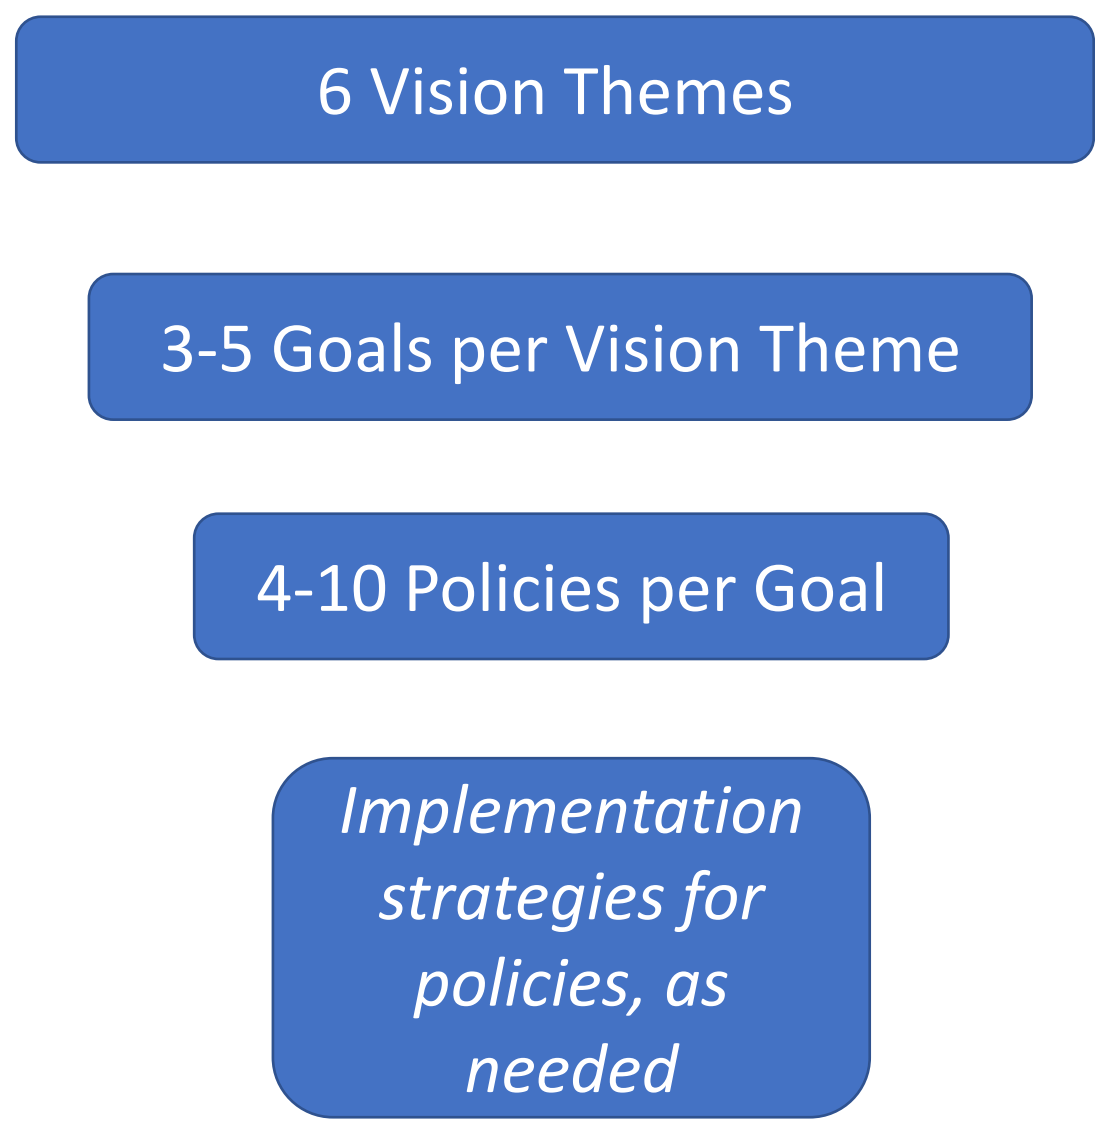 6 Vision Themes
3-5 Goals per Vision Theme
4-10 Policies per Goal
Implementation
strategies for
policies, as
needed